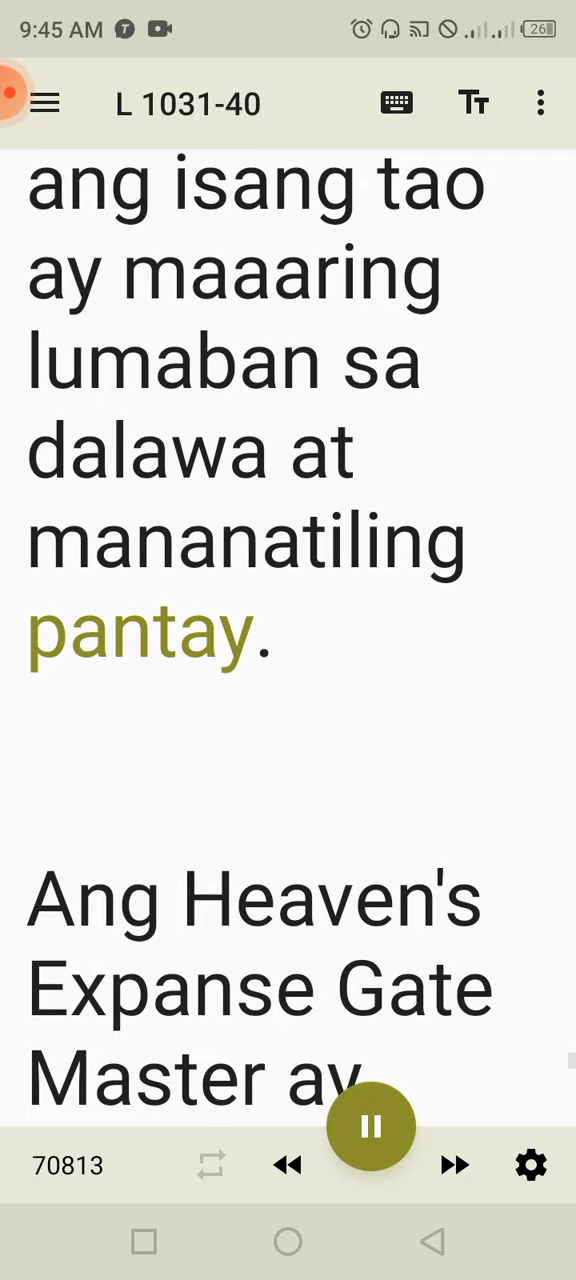 9:45 AM
26
L 1031-40
ang isang tao
ay maaaring
lumaban sa
dalawa at
mananatiling
pantay.
Ang Heaven's
Expanse Gate
Master ay
70813